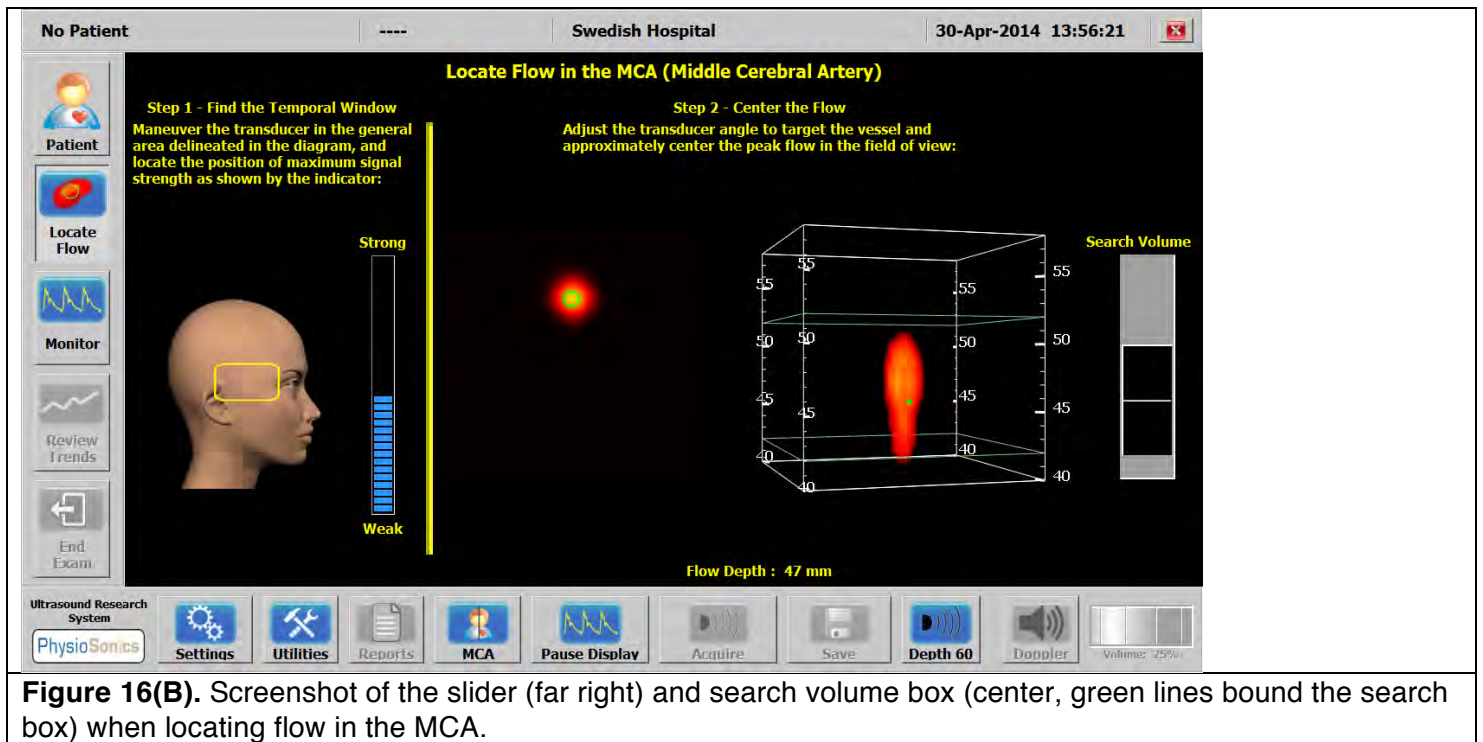 No Patient
----
Swedish Hospital
30-Apr-2014 13:56:21
Locate Flow in the MCA (Middle Cerebral Artery)
Patient
Locate
Flow
Monitor
Review
Trends
End
Exam
Step 1 - Find the Temporal Window
Maneuver the transducer in the general
area delineated in the diagram, and
locate the position of maximum signal
strength as shown by the indicator:
Strong
Weak
Step 2 - Center the Flow
Adjust the transducer angle to target the vessel and
approximately center the peak flow in the field of view:
55
55
55
55
50
50
50
50
45
45
45
45
40
40
40
40
Search Volume
Flow Depth : 47 mm
Ultrasound Research
System
PhysioSonics
Settings
Utilities
Reports
MCA
Pause Display
Acquire
Save
Depth 60
Doppler
Volume: 25%
Figure 16(B). Screenshot of the slider (far right) and search volume box (center, green lines bound the search
box) when locating flow in the MCA.